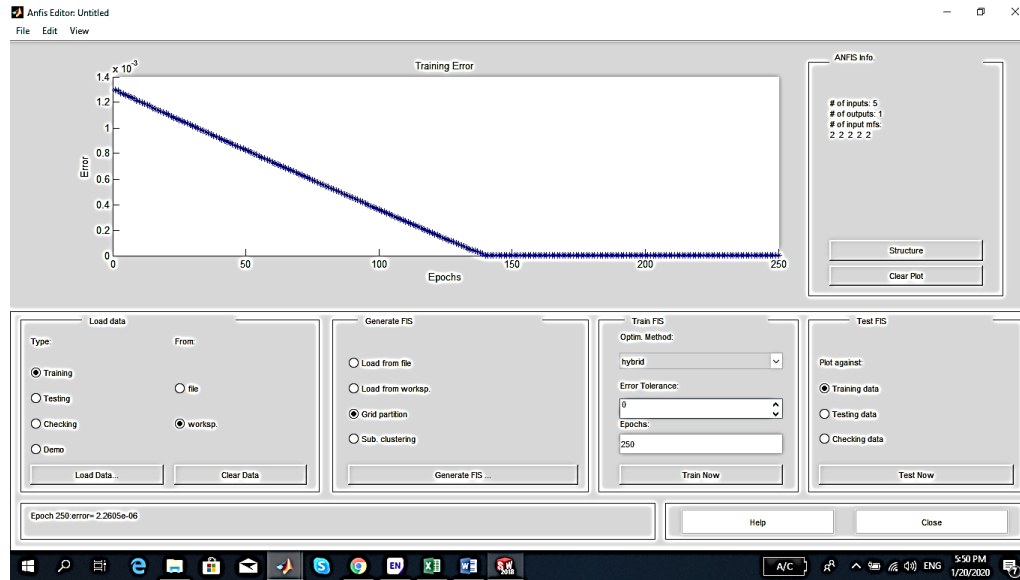 Anfis Editor: Untitled
File Edit View
Training Error
x 10^-3
1.4
1.2
1
0.8
0.6
0.4
0.2
0
Error
0 50 100 150 200 250
Epochs
ANFIS Info.
# of inputs: 5
# of outputs: 1
# of input mfs:
2 2 2 2 2
Structure
Clear Plot
Load data
Type:
From:
Training
Testing
Checking
Demo
file
worksp.
Load Data...
Clear Data
Generate FIS
Load from file
Load from worksp.
Grid partition
Sub. clustering
Generate FIS ...
Train FIS
Optim. Method:
hybrid
Error Tolerance:
0
Epochs:
250
Train Now
Test FIS
Plot against:
Training data
Testing data
Checking data
Test Now
Epoch 250:error= 2.2605e-06
Help
Close
EN
SW
2018
A/C
ENG
5:50 PM
1/20/2020
7